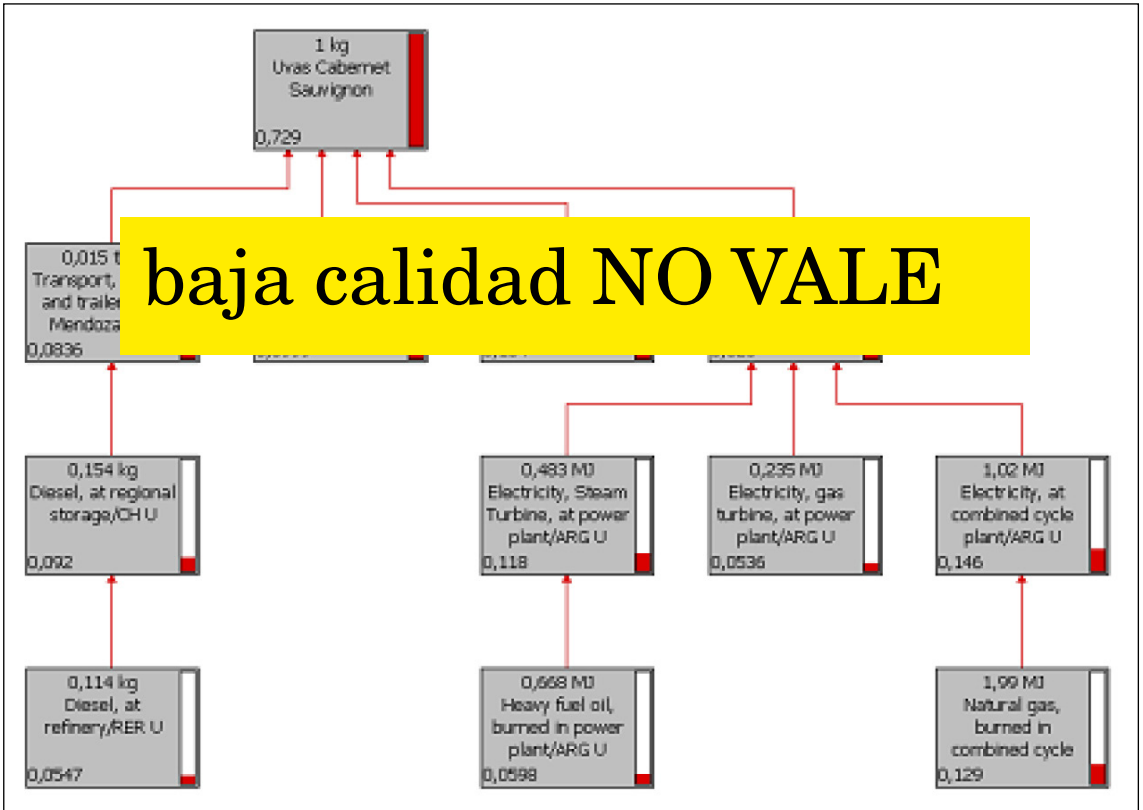 1 kg
Uvas Cabernet
Sauvignon
0,729
baja calidad NO VALE
0,015
Transport,
and
Mendoza
0,0836
0,154 kg
Diesel, at regional
storage/CH U
0,092
0,483 MJ
Electricity, Steam
Turbine, at power
plant/ARG U
0,118
0,235 MJ
Electricity, gas
turbine, at power
plant/ARG U
0,0536
1,02 MJ
Electricity, at
combined cycle
plant/ARG U
0,146
0,114 kg
Diesel, at
refinery/RER U
0,0547
0,668 MJ
Heavy fuel oil,
burned in power
plant/ARG U
0,0598
1,99 MJ
Natural gas,
burned in
combined cycle
0,129